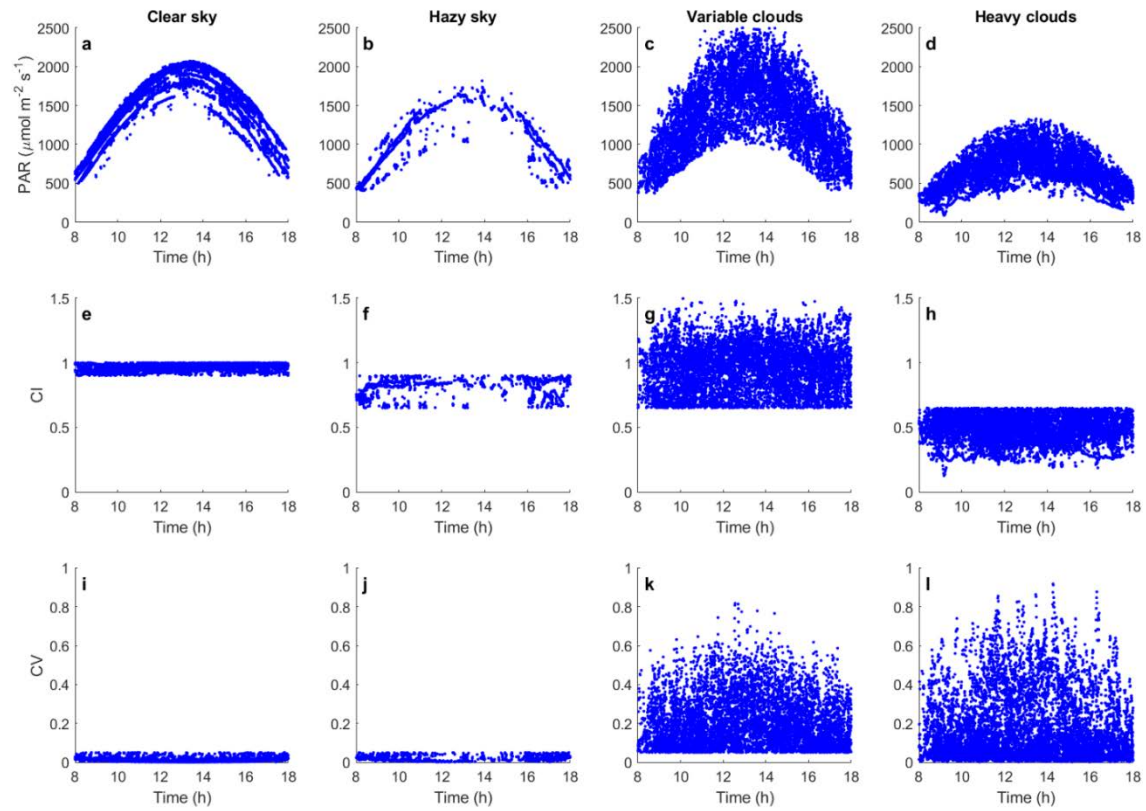 Clear sky Hazy sky Variable clouds Heavy clouds
2500 2500 2500 2500
a b c d
2000 2000 2000 2000
1500 1500 1500 1500
1000 1000 1000 1000
500 500 500 500
0 0 0 0
PAR (μmol m⁻² s⁻¹)
8 10 12 14 16 18 8 10 12 14 16 18 8 10 12 14 16 18 8 10 12 14 16 18
Time (h) Time (h) Time (h) Time (h)
1.5 1.5 1.5 1.5
e f g h
1 1 1 1
CI
0.5 0.5 0.5 0.5
0 0 0 0
8 10 12 14 16 18 8 10 12 14 16 18 8 10 12 14 16 18 8 10 12 14 16 18
Time (h) Time (h) Time (h) Time (h)
1 1 1 1
i j k l
0.8 0.8 0.8 0.8
0.6 0.6 0.6 0.6
CV
0.4 0.4 0.4 0.4
0.2 0.2 0.2 0.2
0 0 0 0
8 10 12 14 16 18 8 10 12 14 16 18 8 10 12 14 16 18 8 10 12 14 16 18
Time (h) Time (h) Time (h) Time (h)